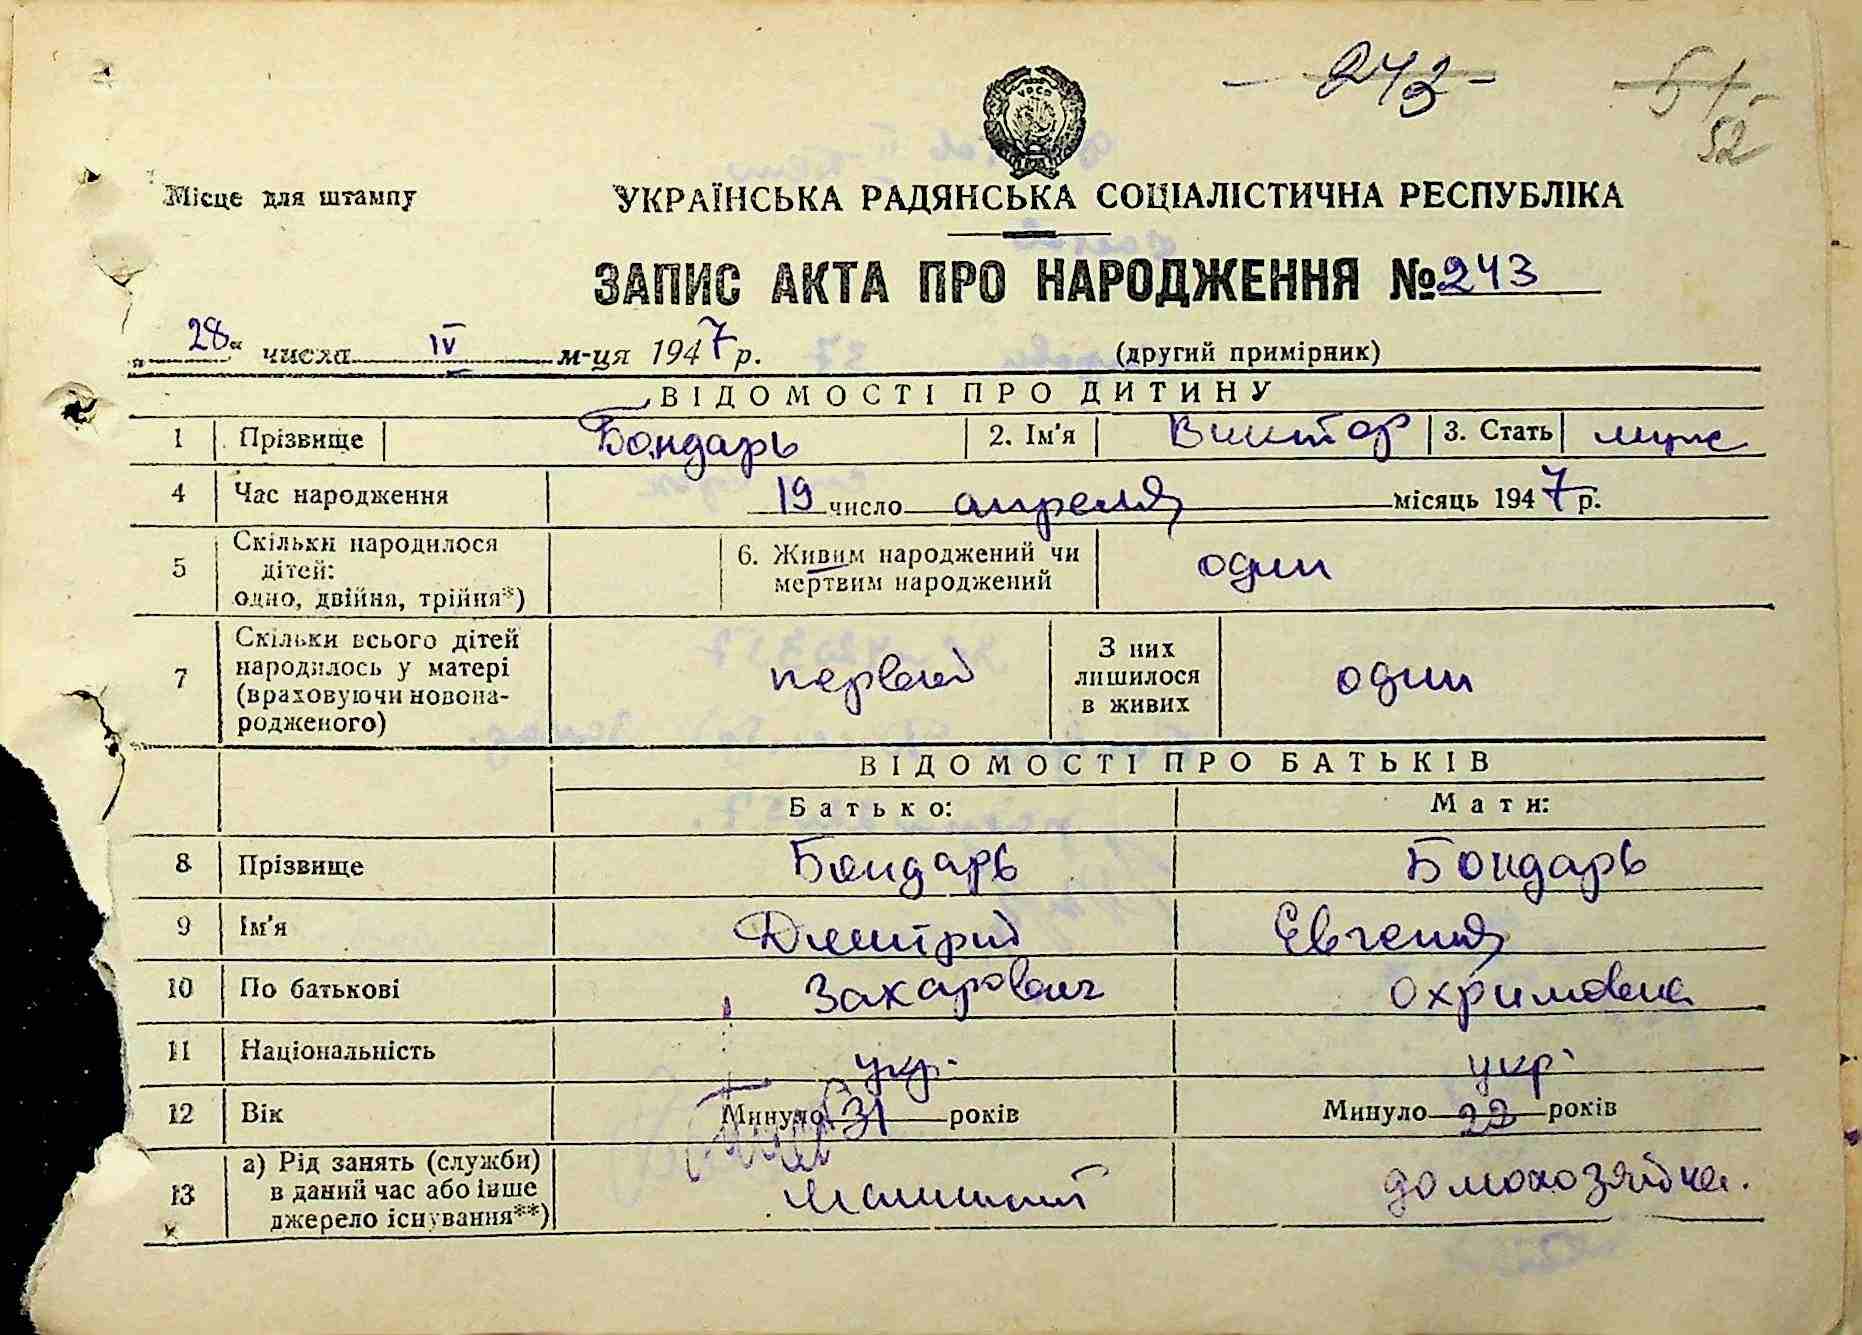 243
51
52
УРСР
Місце для штампу
УКРАЇНСЬКА РАДЯНСЬКА СОЦІАЛІСТИЧНА РЕСПУБЛІКА
ЗАПИС АКТА ПРО НАРОДЖЕННЯ № 243
„28“ числа IV м-ця 1947 р. (другий примірник)
ВІДОМОСТІ ПРО ДИТИНУ
1 Прізвище Бондарь 2. Ім'я Виктор 3. Стать муж
4 Час народження 19 число апреля місяць 1947 р.
5 Скільки народилося дітей: одно, двійня, трійня*) 6. Живим народжений чи мертвим народжений один
7 Скільки всього дітей народилось у матері (враховуючи новонародженого) первый З них лишилося в живих один
ВІДОМОСТІ ПРО БАТЬКІВ
Батько: Мати:
8 Прізвище Бондарь Бондарь
9 Ім'я Дмитрий Евгения
10 По батькові Захарович Охримовна
11 Національність укр. укр.
12 Вік Минуло 31 років Минуло 22 років
13 а) Рід занять (служби) в даний час або інше джерело існування**) домохозяйка.